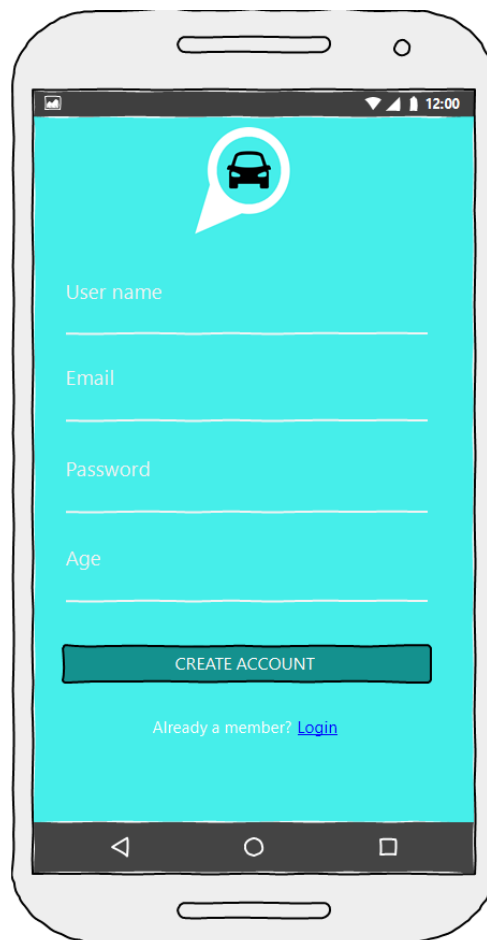 12:00
User name
Email
Password
Age
CREATE ACCOUNT
Already a member? Login